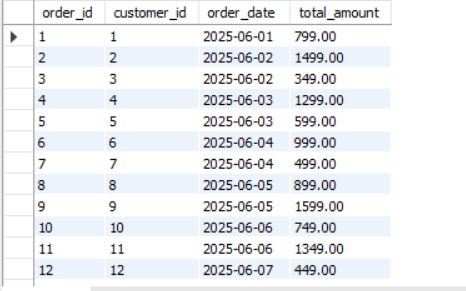 order_id customer_id order_date total_amount
1 1 2025-06-01 799.00
2 2 2025-06-02 1499.00
3 3 2025-06-02 349.00
4 4 2025-06-03 1299.00
5 5 2025-06-03 599.00
6 6 2025-06-04 999.00
7 7 2025-06-04 499.00
8 8 2025-06-05 899.00
9 9 2025-06-05 1599.00
10 10 2025-06-06 749.00
11 11 2025-06-06 1349.00
12 12 2025-06-07 449.00